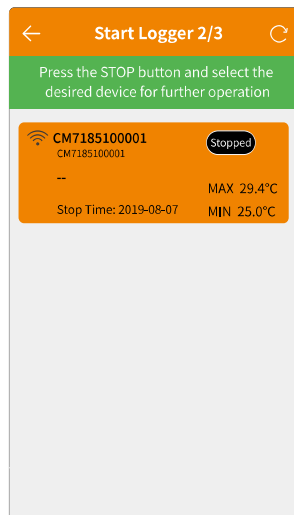 Start Logger 2/3
Press the STOP button and select the
desired device for further operation
CM7185100001
Stopped
CM7185100001
--
MAX 29.4°C
Stop Time: 2019-08-07
MIN 25.0°C